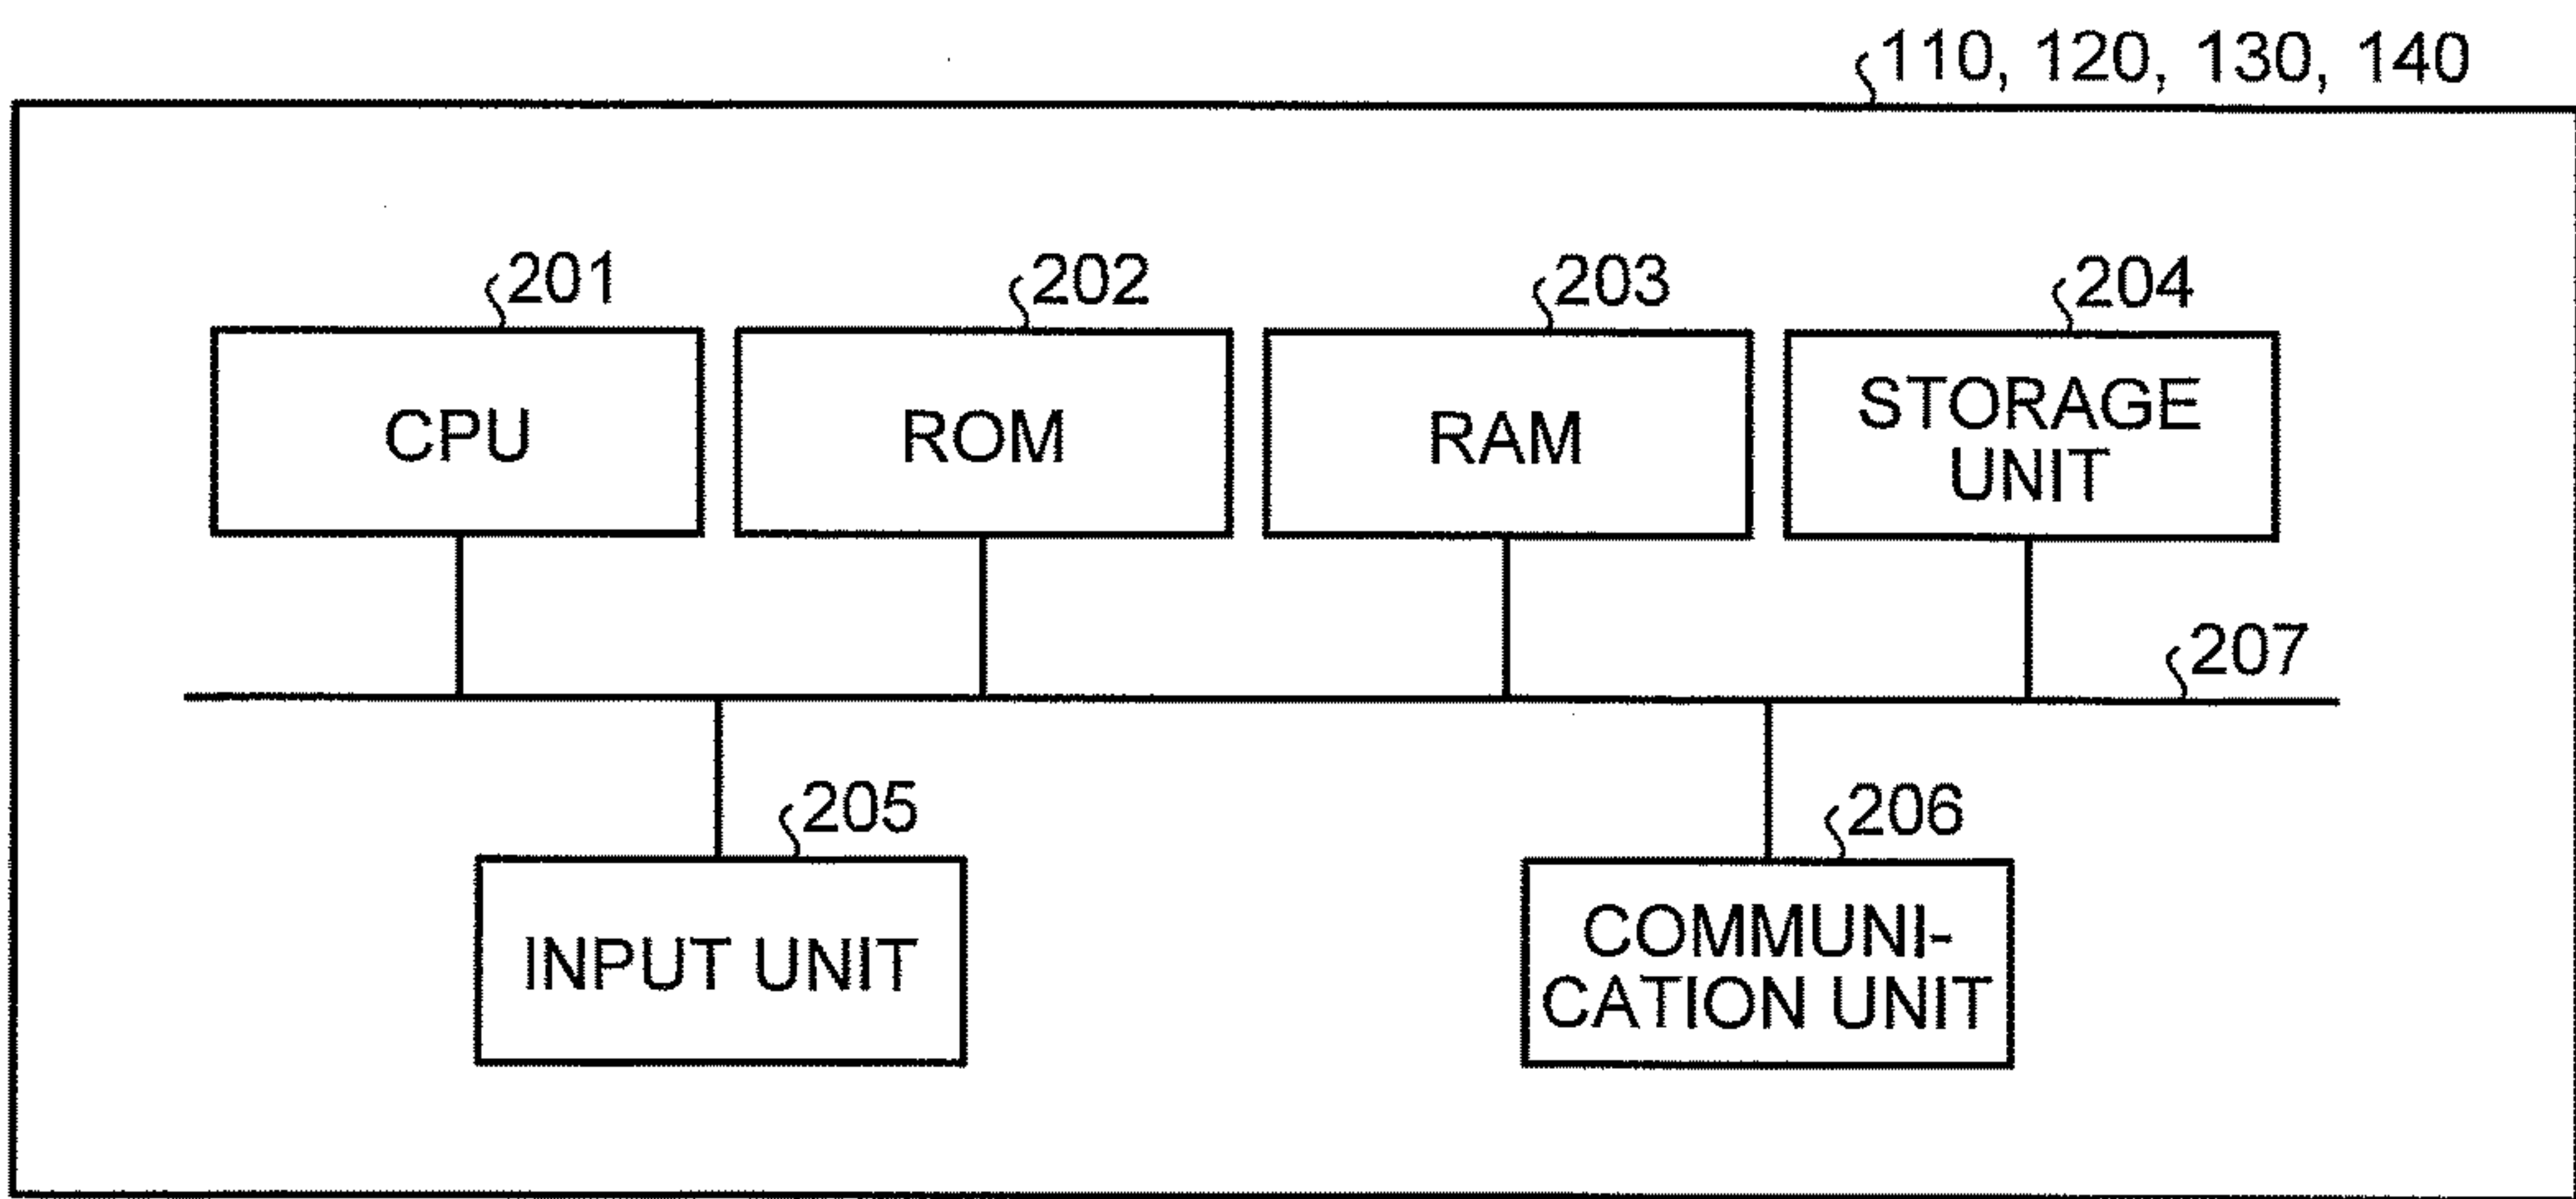 110, 120, 130, 140
201
202
203
204
CPU
ROM
RAM
STORAGE
UNIT
207
205
206
INPUT UNIT
COMMUNI-
CATION UNIT